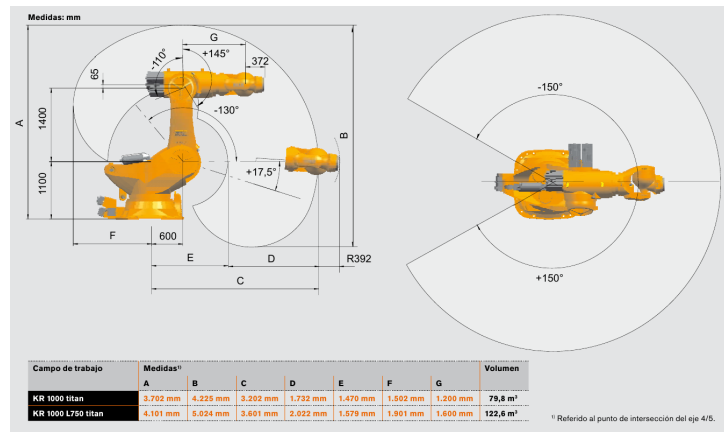 Medidas: mm
G
+145°
-110°
372
65
-130°
A
1400
B
+17,5°
1100
F
600
E
D
R392
C
-150°
+150°
Campo de trabajo Medidas¹⁾ Volumen
A B C D E F G
KR 1000 titan 3.702 mm 4.225 mm 3.202 mm 1.732 mm 1.470 mm 1.502 mm 1.200 mm 79,8 m³
KR 1000 L750 titan 4.101 mm 5.024 mm 3.601 mm 2.022 mm 1.579 mm 1.901 mm 1.600 mm 122,6 m³
¹⁾ Referido al punto de intersección del eje 4/5.